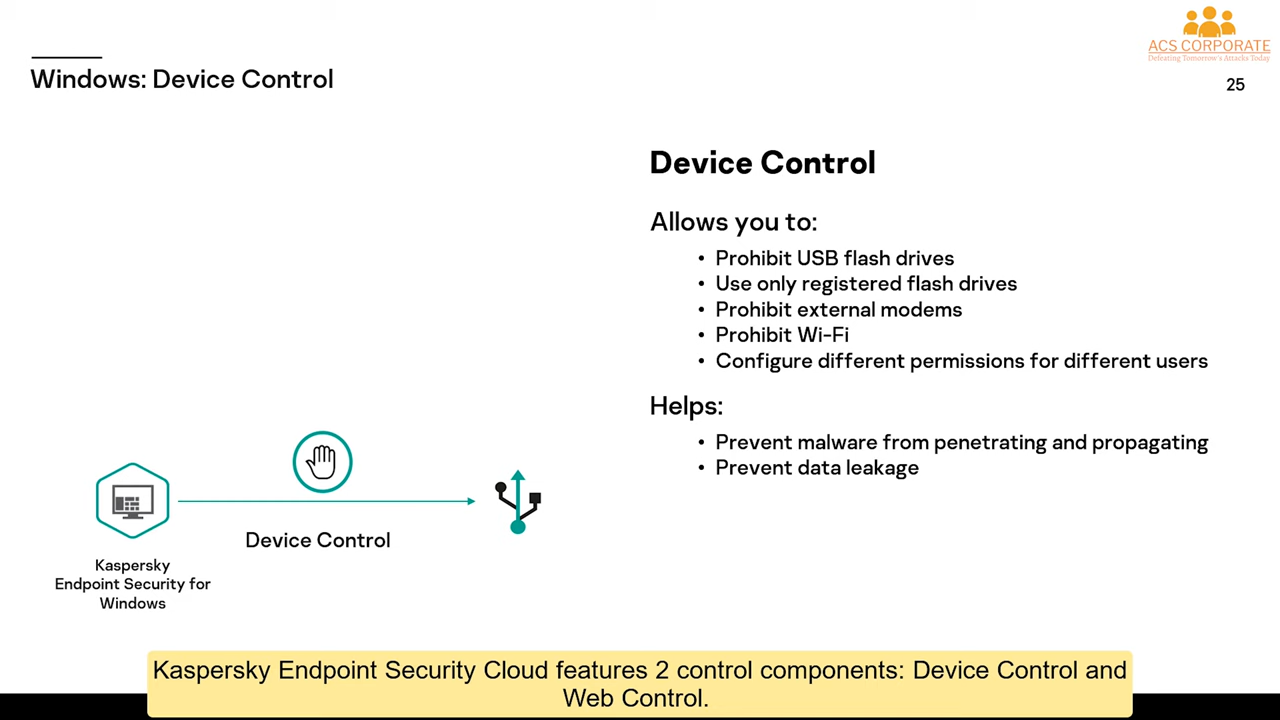 ACS CORPORATE
Defeating Tomorrow's Attacks Today
Windows: Device Control
25
Device Control
Allows you to:
• Prohibit USB flash drives
• Use only registered flash drives
• Prohibit external modems
• Prohibit Wi-Fi
• Configure different permissions for different users
Helps:
• Prevent malware from penetrating and propagating
• Prevent data leakage
Device Control
Kaspersky
Endpoint Security for
Windows
Kaspersky Endpoint Security Cloud features 2 control components: Device Control and
Web Control.